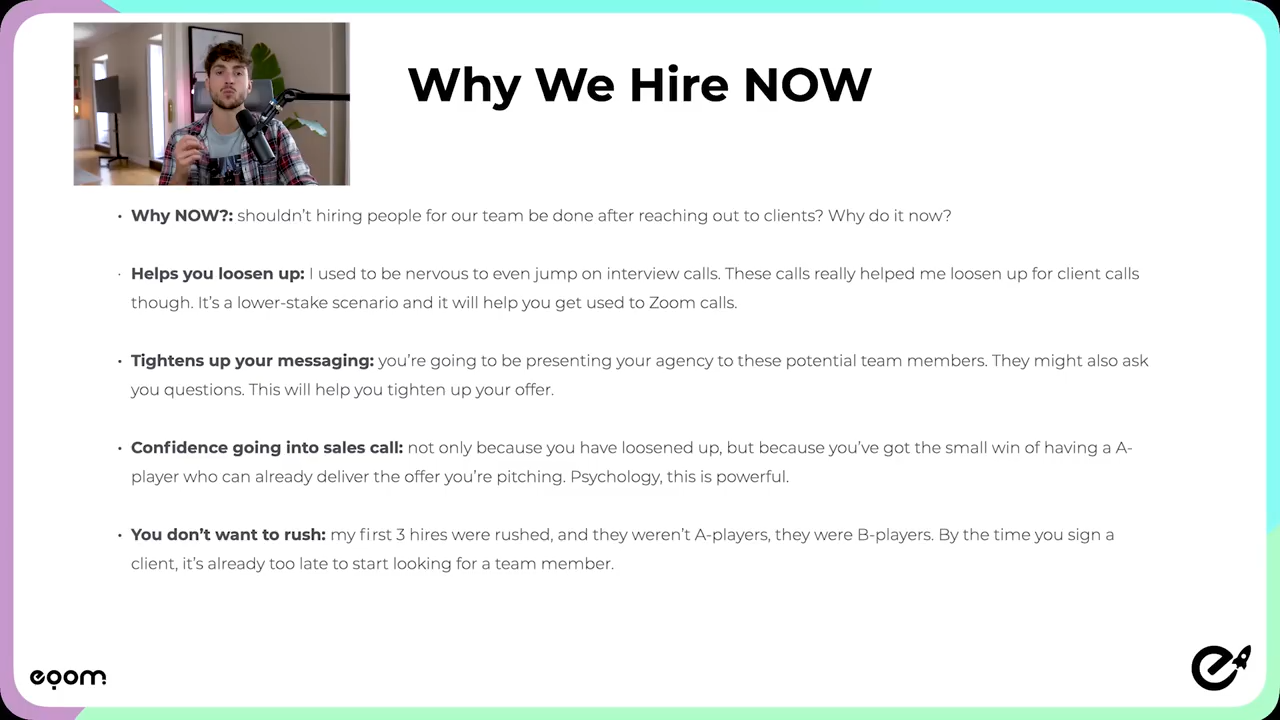 Why We Hire NOW
• Why NOW?: shouldn’t hiring people for our team be done after reaching out to clients? Why do it now?
• Helps you loosen up: I used to be nervous to even jump on interview calls. These calls really helped me loosen up for client calls
though. It’s a lower-stake scenario and it will help you get used to Zoom calls.
• Tightens up your messaging: you’re going to be presenting your agency to these potential team members. They might also ask
you questions. This will help you tighten up your offer.
• Confidence going into sales call: not only because you have loosened up, but because you’ve got the small win of having a A-
player who can already deliver the offer you’re pitching. Psychology, this is powerful.
• You don’t want to rush: my first 3 hires were rushed, and they weren’t A-players, they were B-players. By the time you sign a
client, it’s already too late to start looking for a team member.
eqom
e